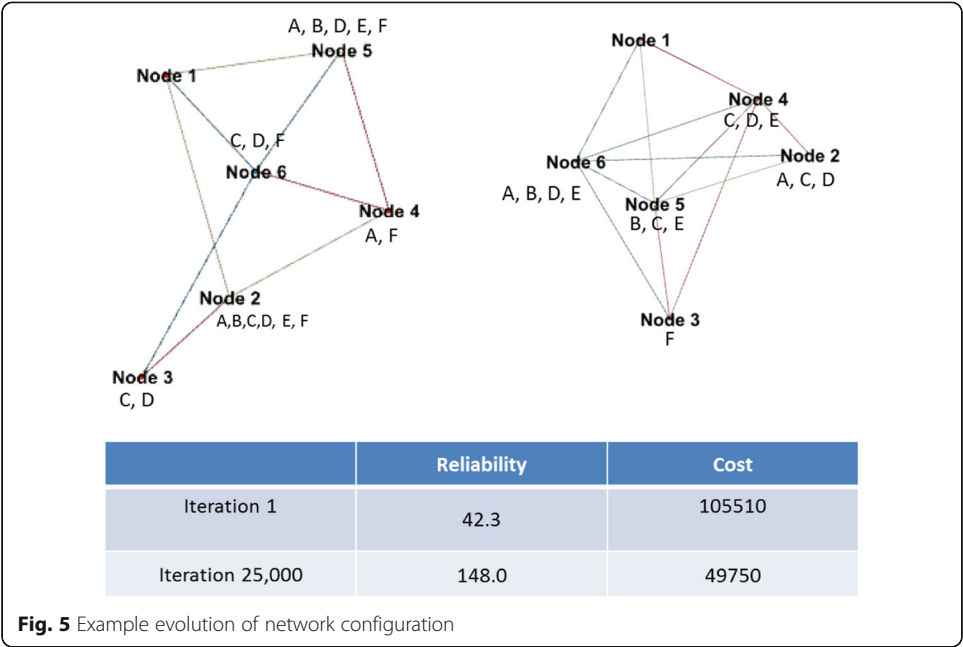 A, B, D, E, F
Node 5
Node 1
C, D, F
Node 6
Node 4
A, F
Node 2
A,B,C,D, E, F
Node 3
C, D
Node 1
Node 4
C, D, E
Node 2
A, C, D
Node 6
A, B, D, E
Node 5
B, C, E
Node 3
F
Reliability Cost
Iteration 1 42.3 105510
Iteration 25,000 148.0 49750
Fig. 5 Example evolution of network configuration